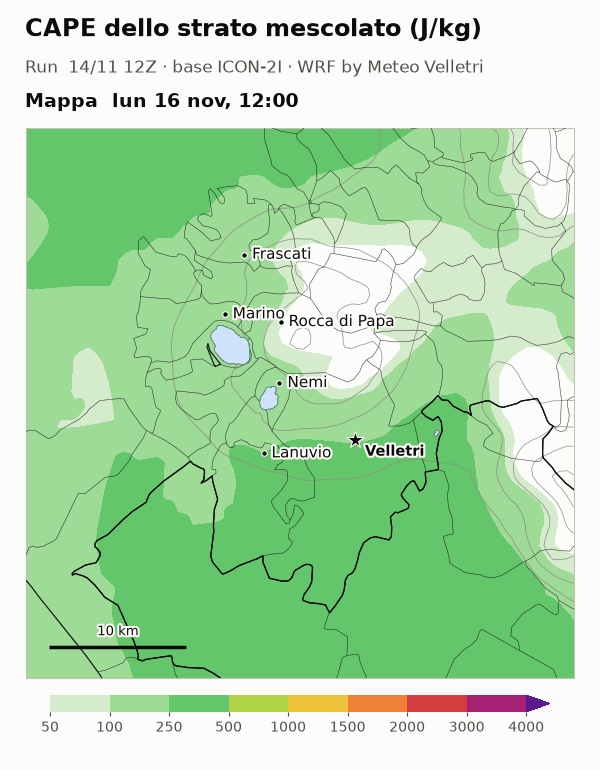 CAPE dello strato mescolato (J/kg)
Run  14/11 12Z · base ICON-2I · WRF by Meteo Velletri
Mappa  lun 16 nov, 12:00
Frascati
Marino
Rocca di Papa
Nemi
Velletri
Lanuvio
10 km
50 100 250 500 1000 1500 2000 3000 4000